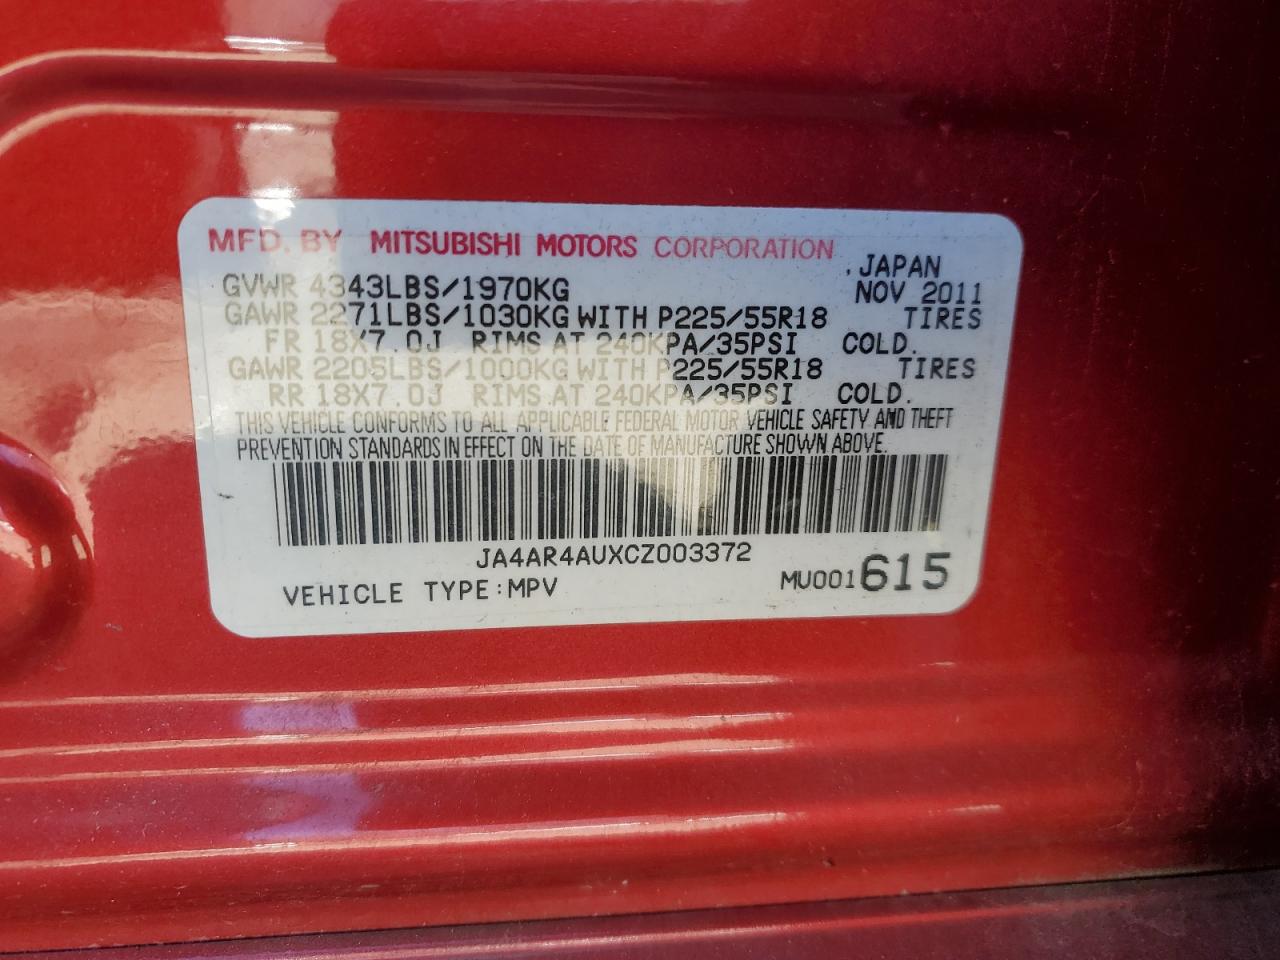 MFD. BY MITSUBISHI MOTORS CORPORATION
.JAPAN
GVWR 4343LBS/1970KG NOV 2011
GAWR 2271LBS/1030KG WITH P225/55R18 TIRES
FR 18X7.0J RIMS AT 240KPA/35PSI COLD.
GAWR 2205LBS/1000KG WITH P225/55R18 TIRES
RR 18X7.0J RIMS AT 240KPA/35PSI COLD.
THIS VEHICLE CONFORMS TO ALL APPLICABLE FEDERAL MOTOR VEHICLE SAFETY AND THEFT
PREVENTION STANDARDS IN EFFECT ON THE DATE OF MANUFACTURE SHOWN ABOVE.
JA4AR4AUXCZ003372
VEHICLE TYPE:MPV MU001615